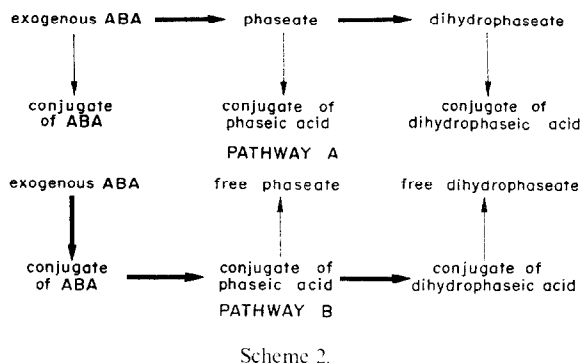 exogenous ABA phaseate dihydrophaseate
conjugate conjugate of conjugate of
of ABA phaseic acid dihydrophaseic acid
PATHWAY A
exogenous ABA free phaseate free dihydrophaseate
conjugate conjugate of conjugate of
of ABA phaseic acid dihydrophaseic acid
PATHWAY B
Scheme 2.